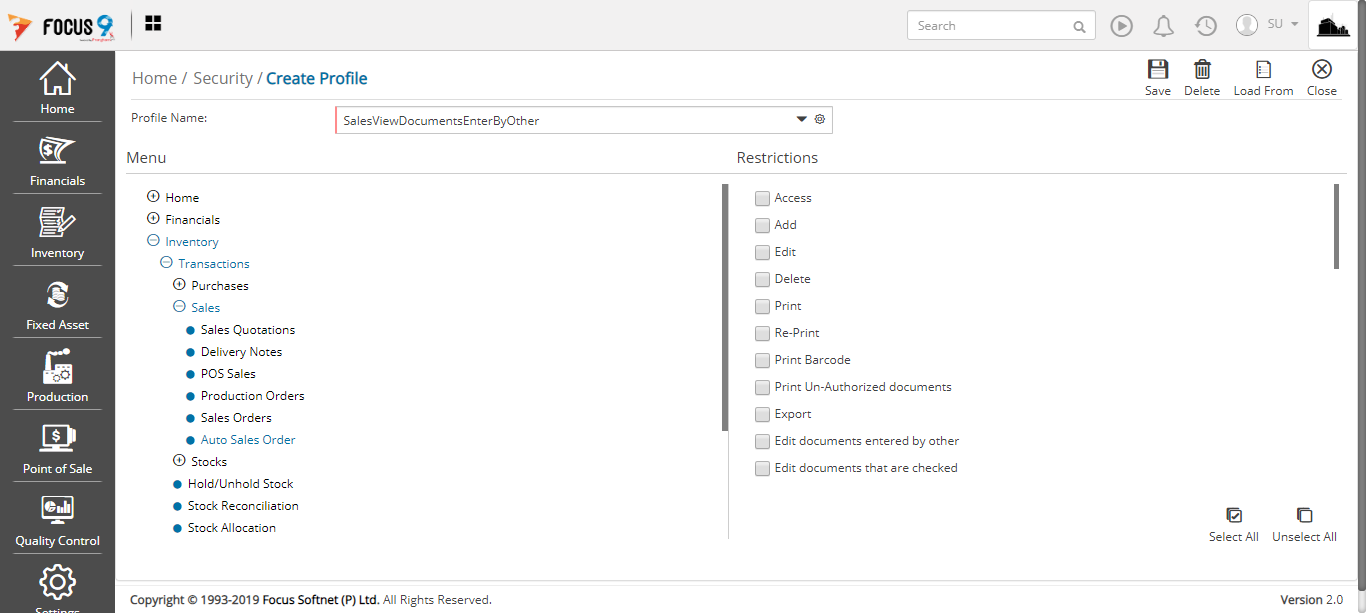 FOCUS 9
Search
SU
Home
Financials
Inventory
Fixed Asset
Production
Point of Sale
Quality Control
Settings
Home / Security / Create Profile
Save
Delete
Load From
Close
Profile Name:
SalesViewDocumentsEnterByOther
Menu
Home
Financials
Inventory
Transactions
Purchases
Sales
Sales Quotations
Delivery Notes
POS Sales
Production Orders
Sales Orders
Auto Sales Order
Stocks
Hold/Unhold Stock
Stock Reconciliation
Stock Allocation
Restrictions
Access
Add
Edit
Delete
Print
Re-Print
Print Barcode
Print Un-Authorized documents
Export
Edit documents entered by other
Edit documents that are checked
Select All
Unselect All
Copyright © 1993-2019 Focus Softnet (P) Ltd. All Rights Reserved.
Version 2.0